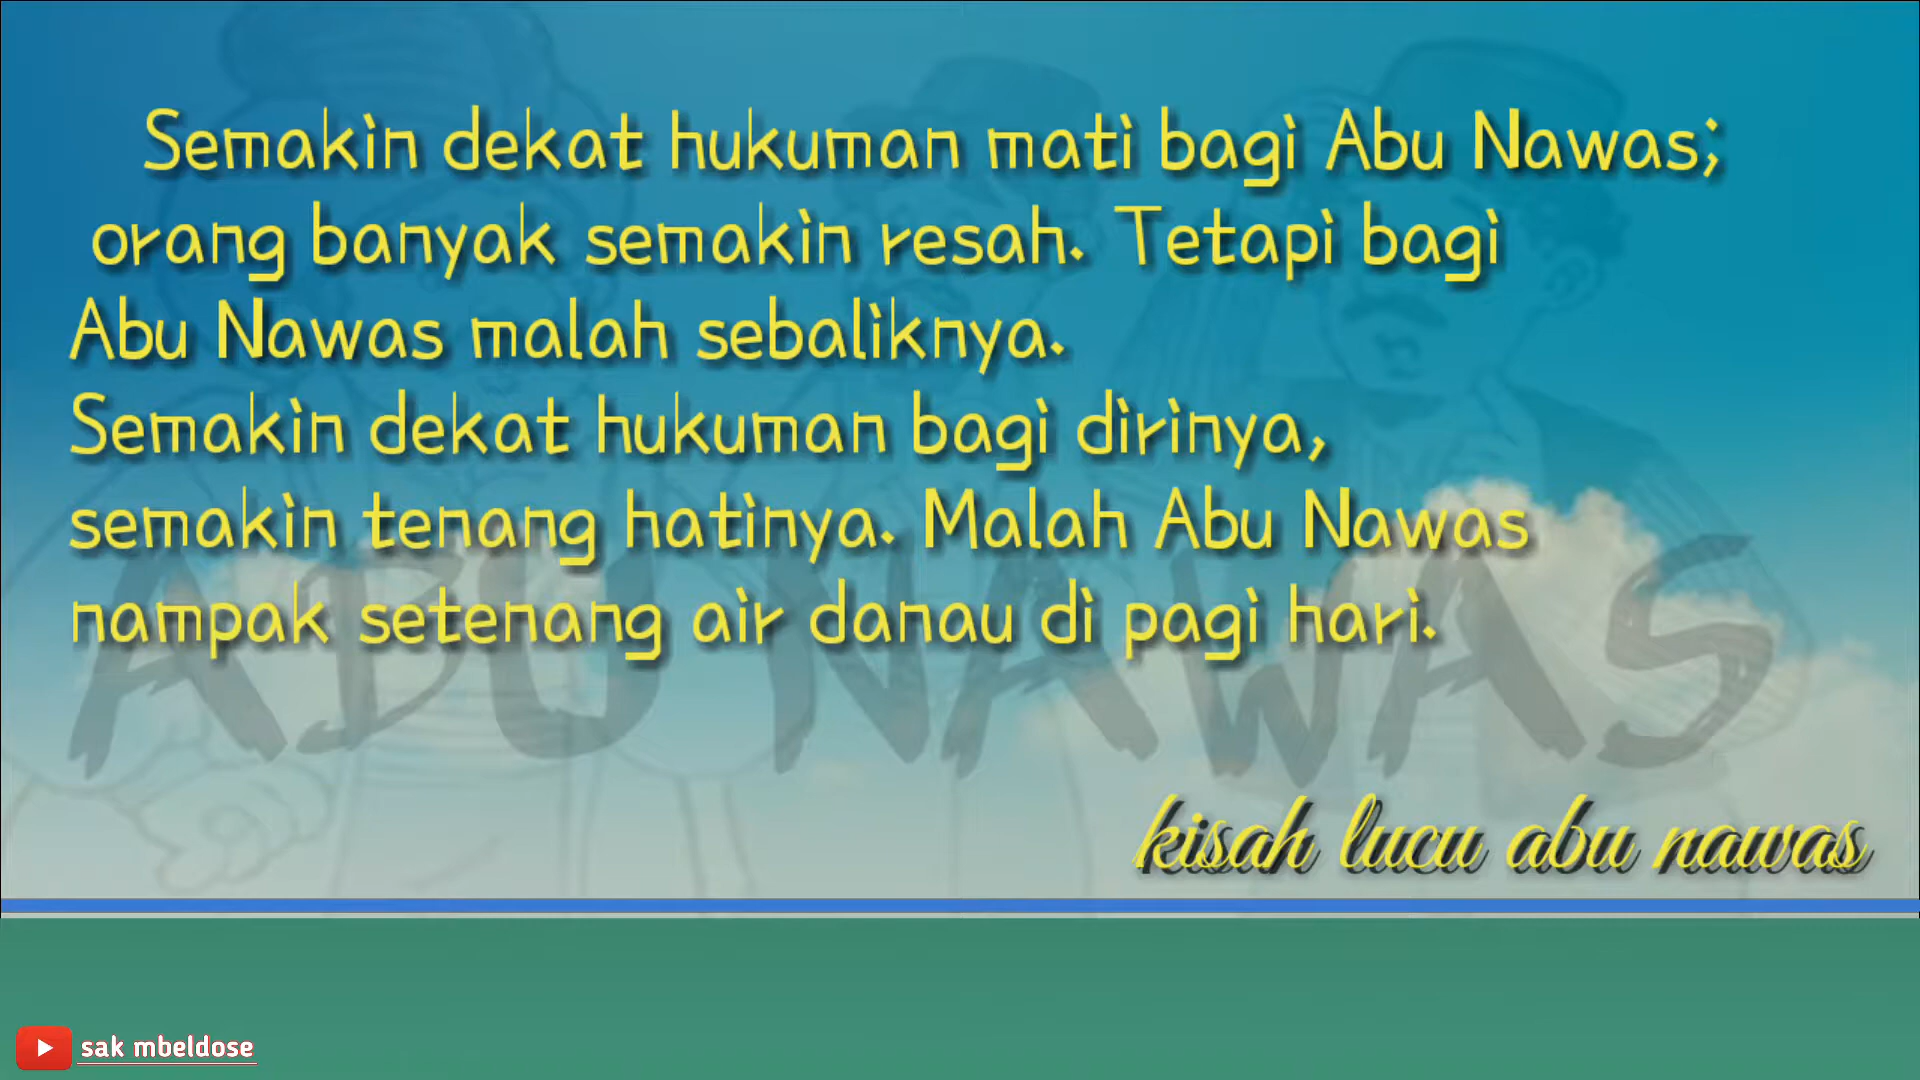 Semakin dekat hukuman mati bagi Abu Nawas;
orang banyak semakin resah. Tetapi bagi
Abu Nawas malah sebaliknya.
Semakin dekat hukuman bagi dirinya,
semakin tenang hatinya. Malah Abu Nawas
nampak setenang air danau di pagi hari.
ABU NAWAS
kisah lucu abu nawas
sak mbeldose